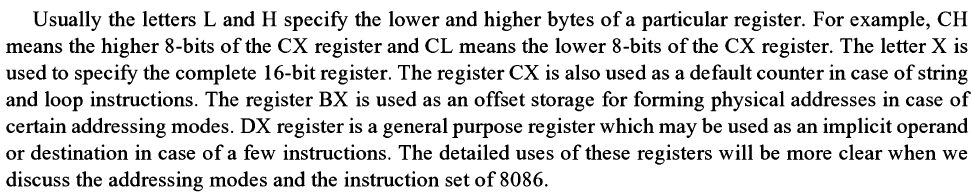 Usually the letters L and H specify the lower and higher bytes of a particular register. For example, CH
means the higher 8-bits of the CX register and CL means the lower 8-bits of the CX register. The letter X is
used to specify the complete 16-bit register. The register CX is also used as a default counter in case of string
and loop instructions. The register BX is used as an offset storage for forming physical addresses in case of
certain addressing modes. DX register is a general purpose register which may be used as an implicit operand
or destination in case of a few instructions. The detailed uses of these registers will be more clear when we
discuss the addressing modes and the instruction set of 8086.